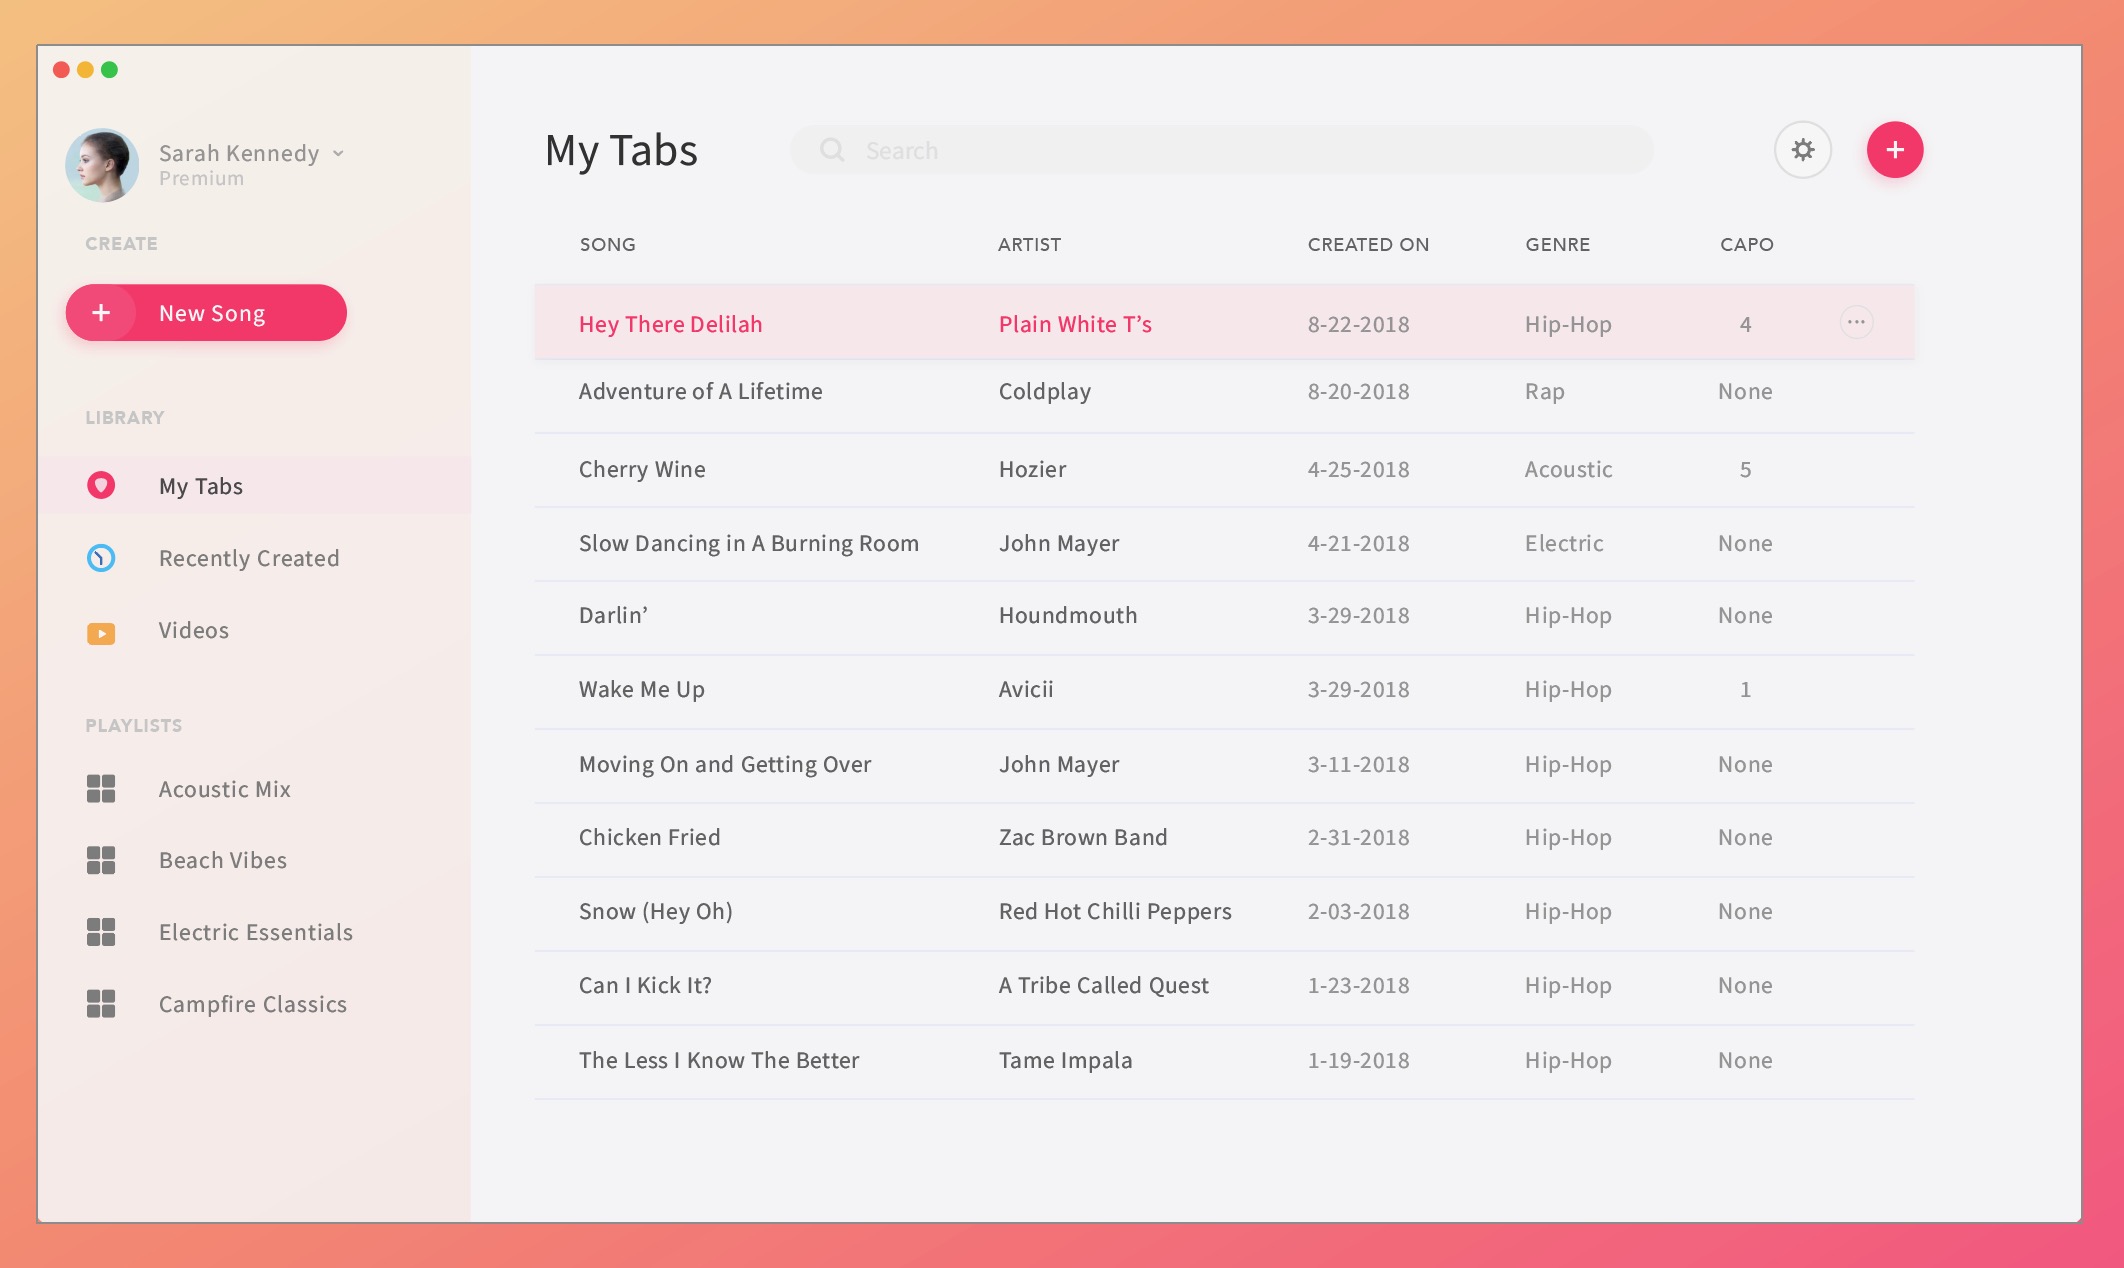 Sarah Kennedy
Premium
CREATE
New Song
LIBRARY
My Tabs
Recently Created
Videos
PLAYLISTS
Acoustic Mix
Beach Vibes
Electric Essentials
Campfire Classics
My Tabs
Search
SONG ARTIST CREATED ON GENRE CAPO
Hey There Delilah Plain White T’s 8-22-2018 Hip-Hop 4
Adventure of A Lifetime Coldplay 8-20-2018 Rap None
Cherry Wine Hozier 4-25-2018 Acoustic 5
Slow Dancing in A Burning Room John Mayer 4-21-2018 Electric None
Darlin’ Houndmouth 3-29-2018 Hip-Hop None
Wake Me Up Avicii 3-29-2018 Hip-Hop 1
Moving On and Getting Over John Mayer 3-11-2018 Hip-Hop None
Chicken Fried Zac Brown Band 2-31-2018 Hip-Hop None
Snow (Hey Oh) Red Hot Chilli Peppers 2-03-2018 Hip-Hop None
Can I Kick It? A Tribe Called Quest 1-23-2018 Hip-Hop None
The Less I Know The Better Tame Impala 1-19-2018 Hip-Hop None